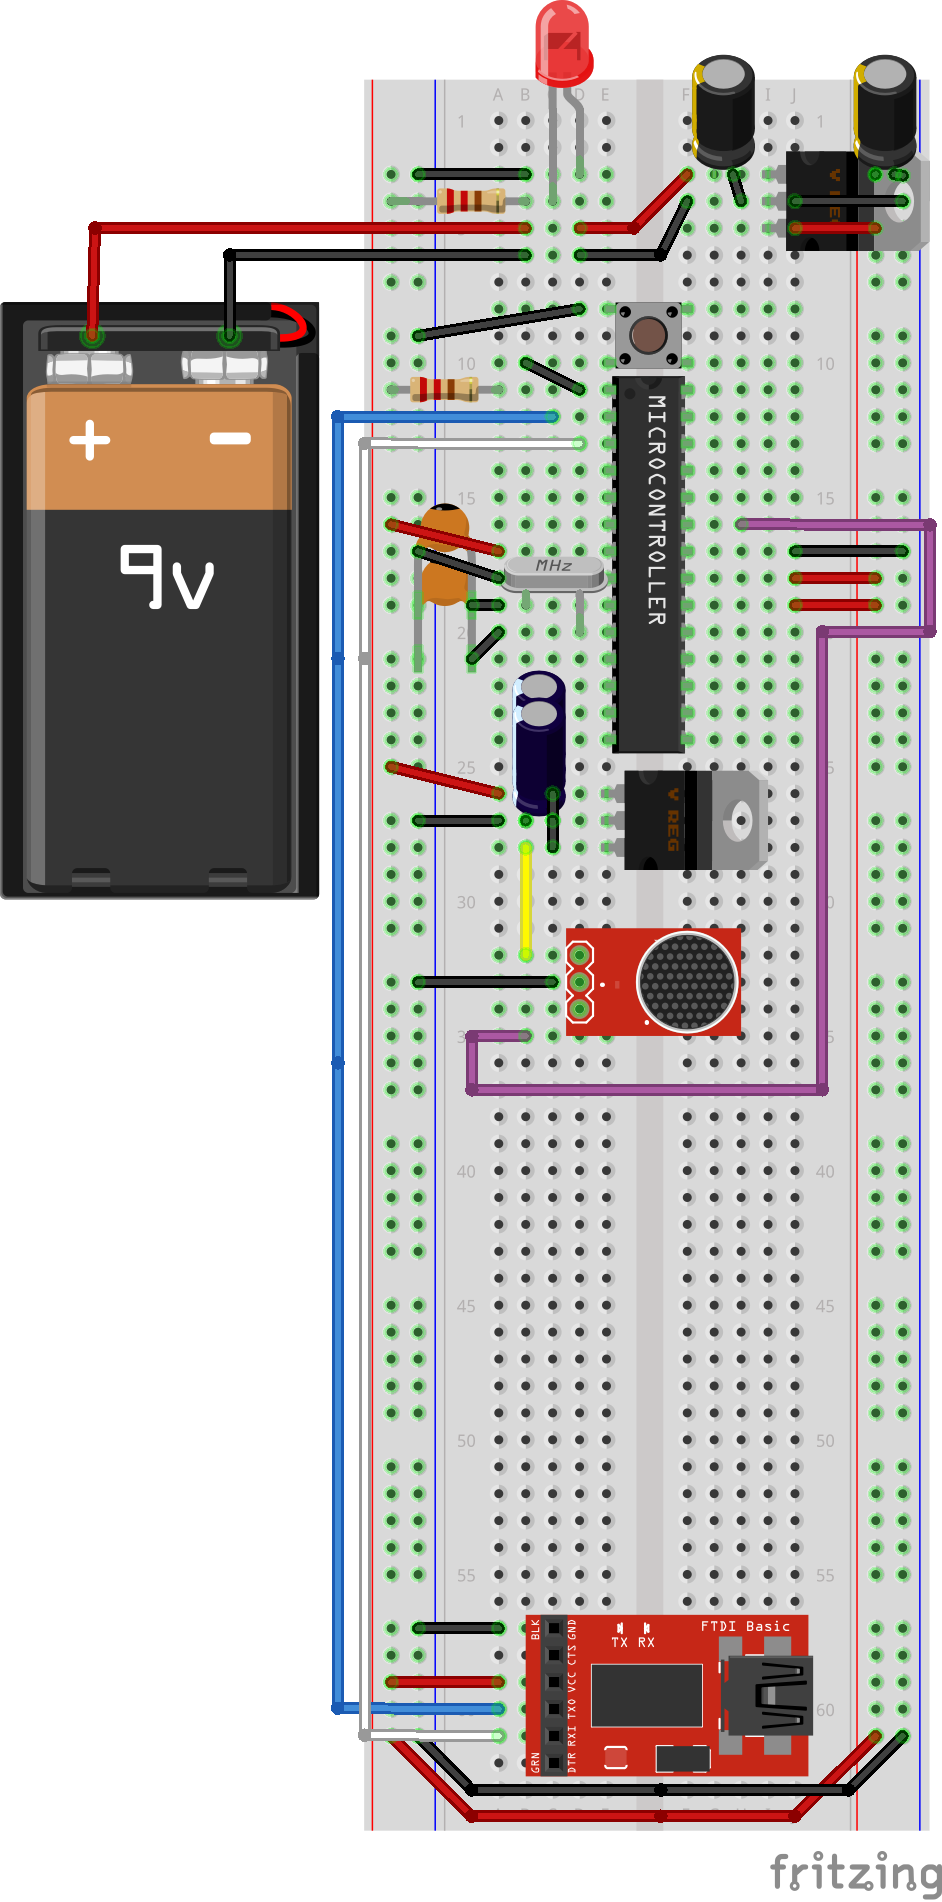 A B D E F I J
1 1
V REG
+ −
9v
10 10
MICROCONTROLLER
15 15
MHz
20
25 5
V REG
30 0
35 5
40 40
45 45
50 50
55 55
BLK GND
CTS
VCC
TXO
RXI
GRN DTR
TX RX
FTDI Basic
60
fritzing